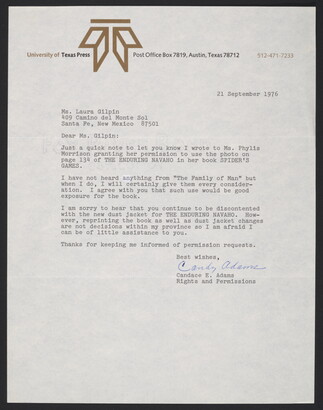 University of Texas Press Post Office Box 7819, Austin, Texas 78712 512-471-7233
21 September 1976
Ms. Laura Gilpin
409 Camino del Monte Sol
Santa Fe, New Mexico 87501
Dear Ms. Gilpin:
Just a quick note to let you know I wrote to Ms. Phylis
Morrison granting her permission to use the photo on
page 134 of THE ENDURING NAVAHO in her book SPIDER'S
GAMES.
I have not heard anything from "The Family of Man" but
when I do, I will certainly give them every consider-
ation. I agree with you that such use would be good
exposure for the book.
I am sorry to hear that you continue to be discontented
with the new dust jacket for THE ENDURING NAVAHO. How-
ever, reprinting the book as well as dust jacket changes
are not decisions within my province so I am afraid I
can be of little assistance to you.
Thanks for keeping me informed of permission requests.
Best wishes,
Candy Adams
Candace E. Adams
Rights and Permissions